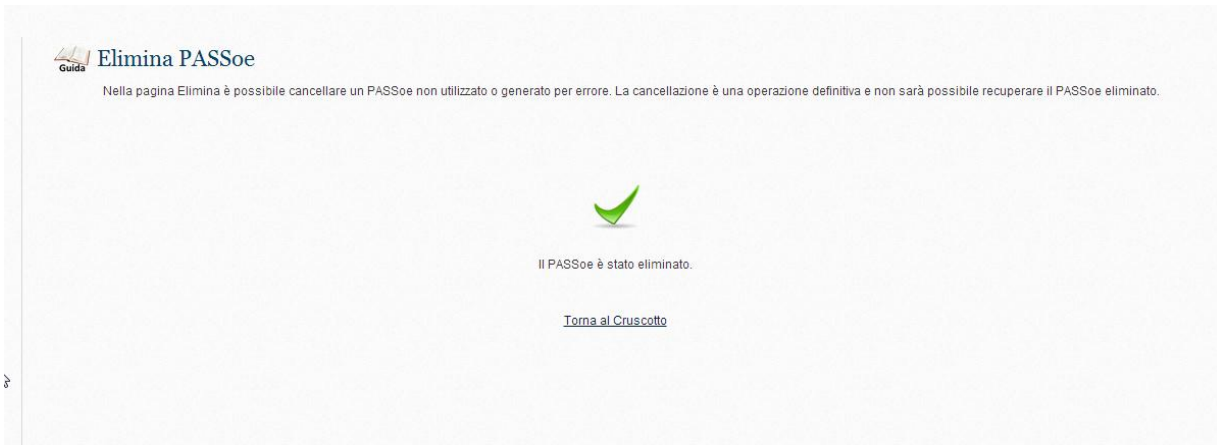 Guida
Elimina PASSoe
Nella pagina Elimina è possibile cancellare un PASSoe non utilizzato o generato per errore. La cancellazione è una operazione definitiva e non sarà possibile recuperare il PASSoe eliminato.
Il PASSoe è stato eliminato.
Torna al Cruscotto